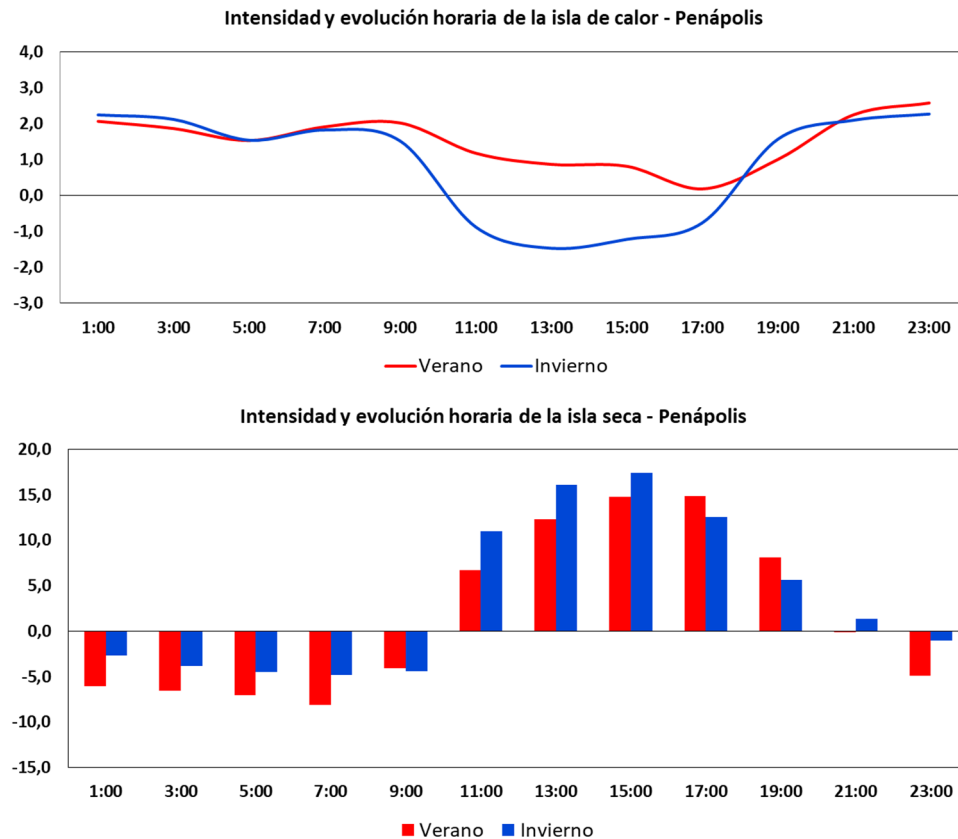 Intensidad y evolución horaria de la isla de calor - Penápolis
4,0
3,0
2,0
1,0
0,0
-1,0
-2,0
-3,0
1:00 3:00 5:00 7:00 9:00 11:00 13:00 15:00 17:00 19:00 21:00 23:00
Verano Invierno
Intensidad y evolución horaria de la isla seca - Penápolis
20,0
15,0
10,0
5,0
0,0
-5,0
-10,0
-15,0
1:00 3:00 5:00 7:00 9:00 11:00 13:00 15:00 17:00 19:00 21:00 23:00
Verano Invierno